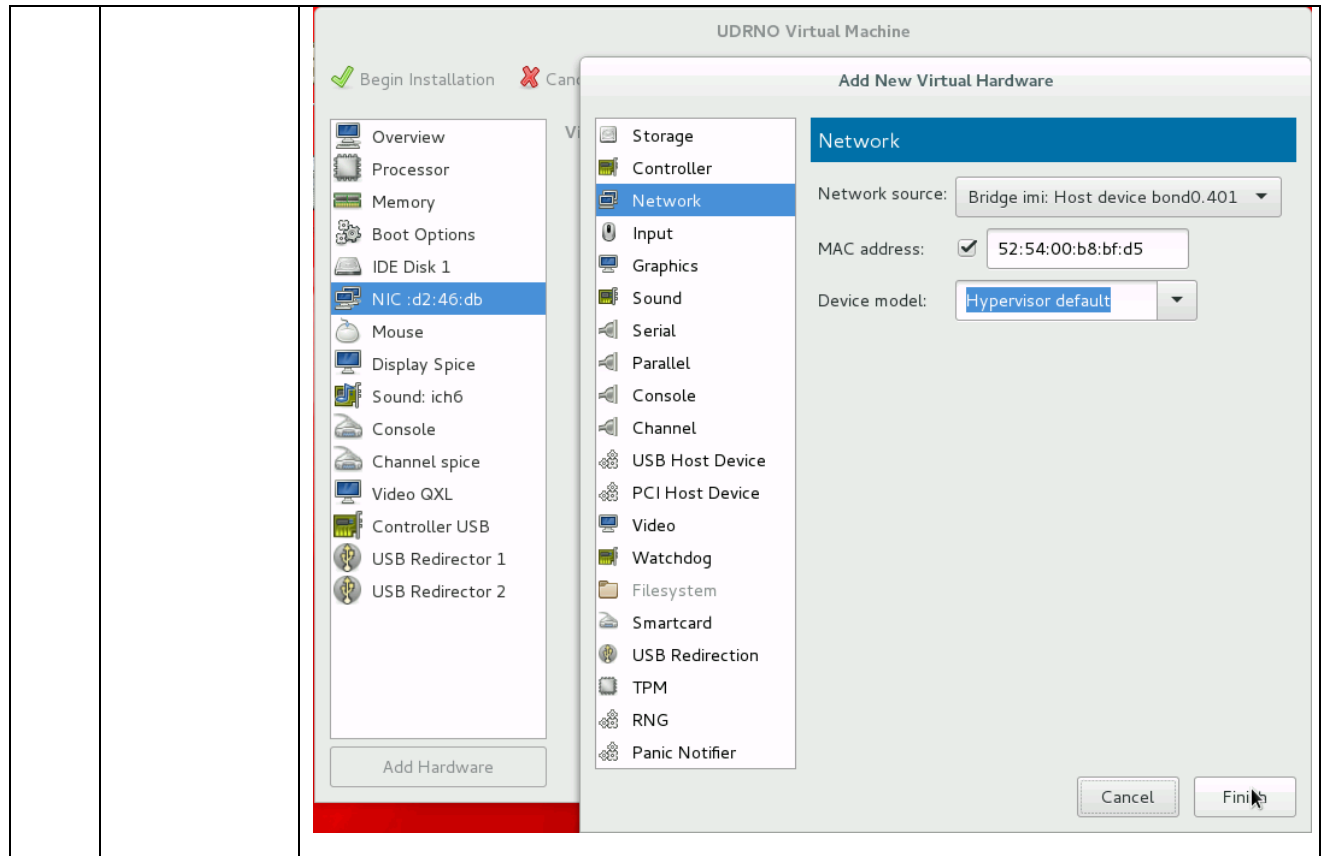 UDRNO Virtual Machine
Begin Installation
Canc
Add New Virtual Hardware
Overview
Processor
Memory
Boot Options
IDE Disk 1
NIC :d2:46:db
Mouse
Display Spice
Sound: ich6
Console
Channel spice
Video QXL
Controller USB
USB Redirector 1
USB Redirector 2
Add Hardware
Vi
Storage
Controller
Network
Input
Graphics
Sound
Serial
Parallel
Console
Channel
USB Host Device
PCI Host Device
Video
Watchdog
Filesystem
Smartcard
USB Redirection
TPM
RNG
Panic Notifier
Network
Network source: Bridge imi: Host device bond0.401
MAC address: 52:54:00:b8:bf:d5
Device model: Hypervisor default
Cancel
Finish